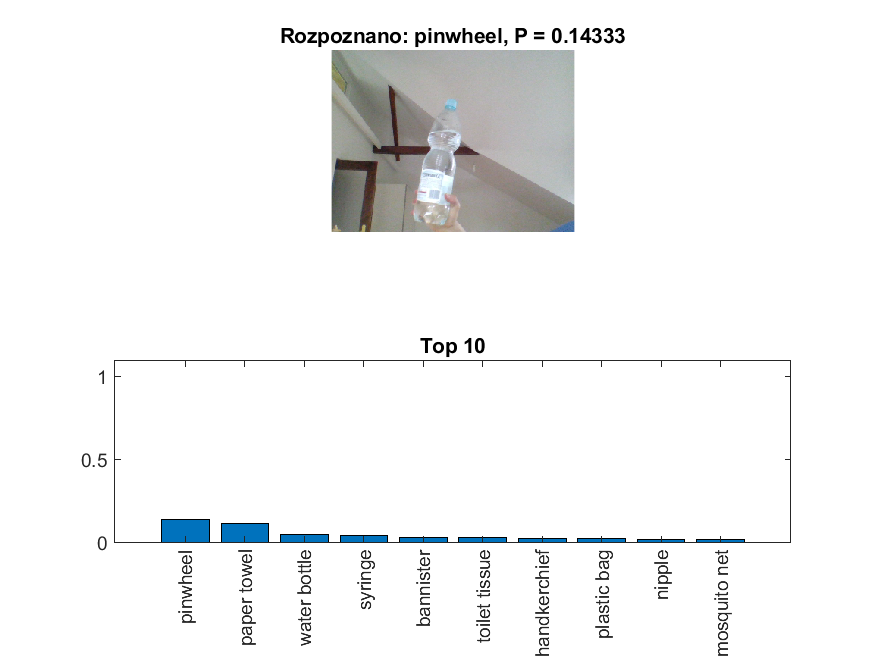 Rozpoznano: pinwheel, P = 0.14333
Top 10
1
0.5
0
pinwheel
paper towel
water bottle
syringe
bannister
toilet tissue
handkerchief
plastic bag
nipple
mosquito net